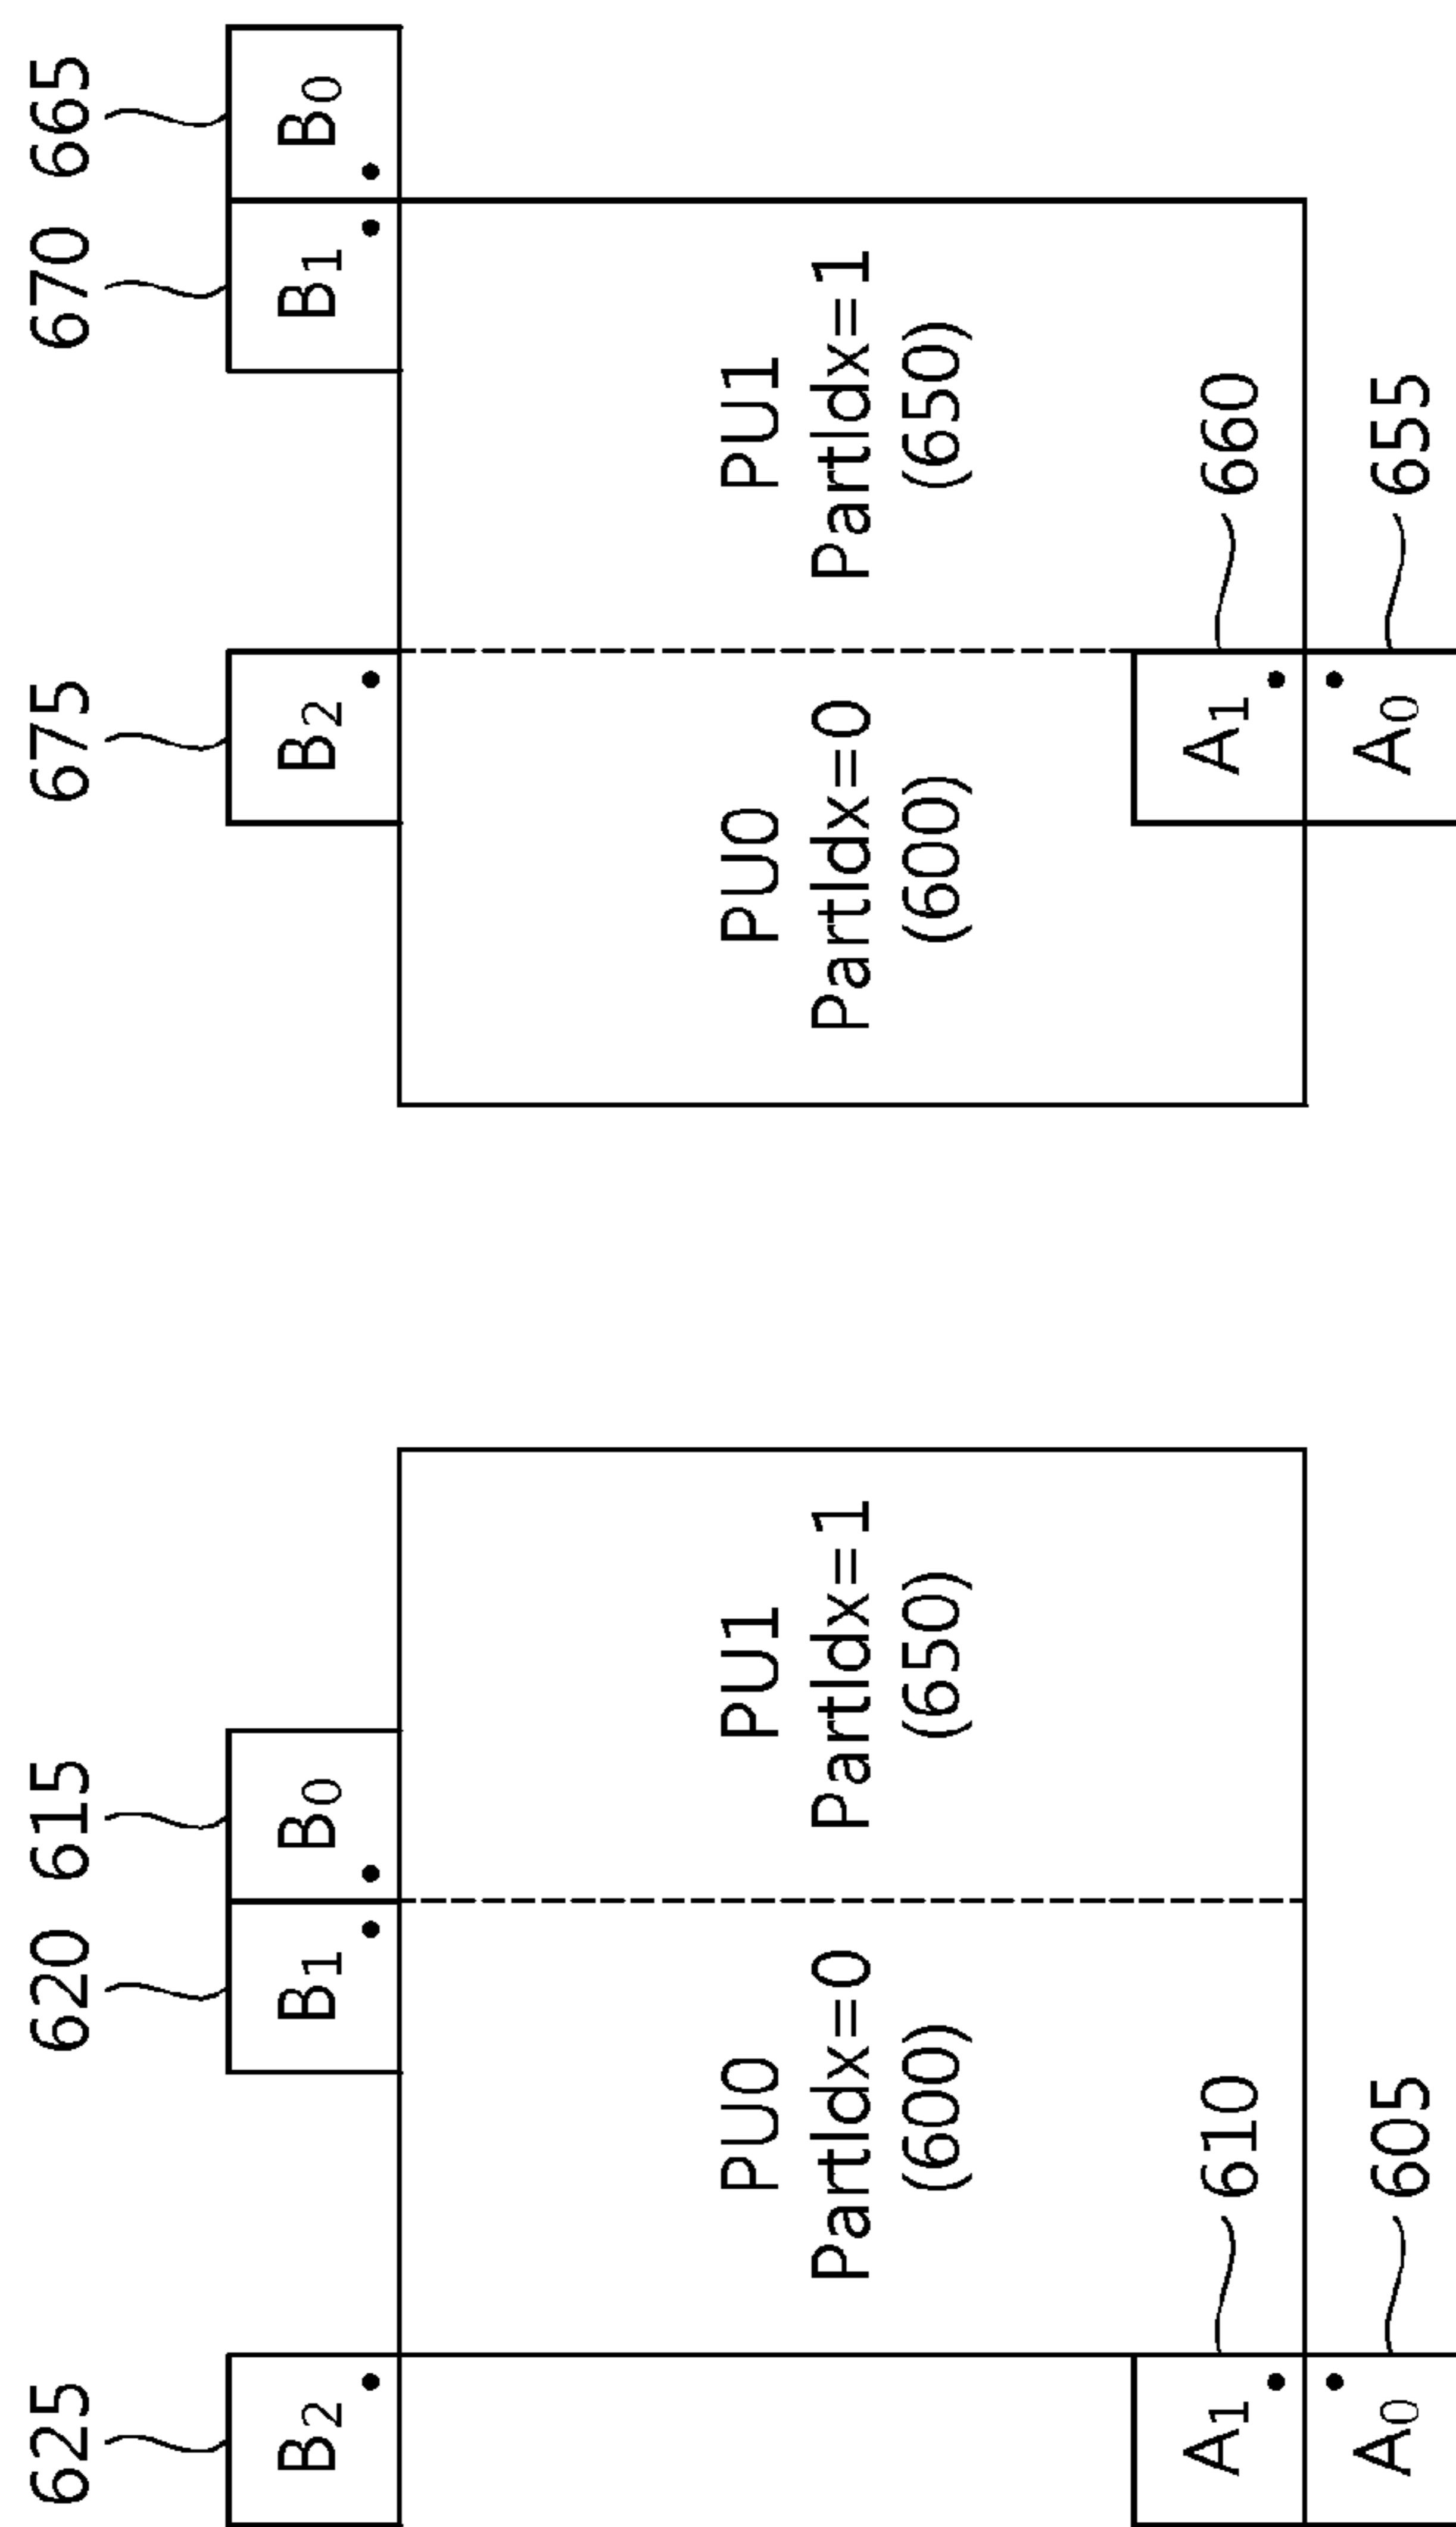 625
620
615
B2
B1
B0
PU0
PartIdx=0
(600)
PU1
PartIdx=1
(650)
A1
610
A0
605
675
670
665
B2
B1
B0
PU0
PartIdx=0
(600)
PU1
PartIdx=1
(650)
A1
660
A0
655